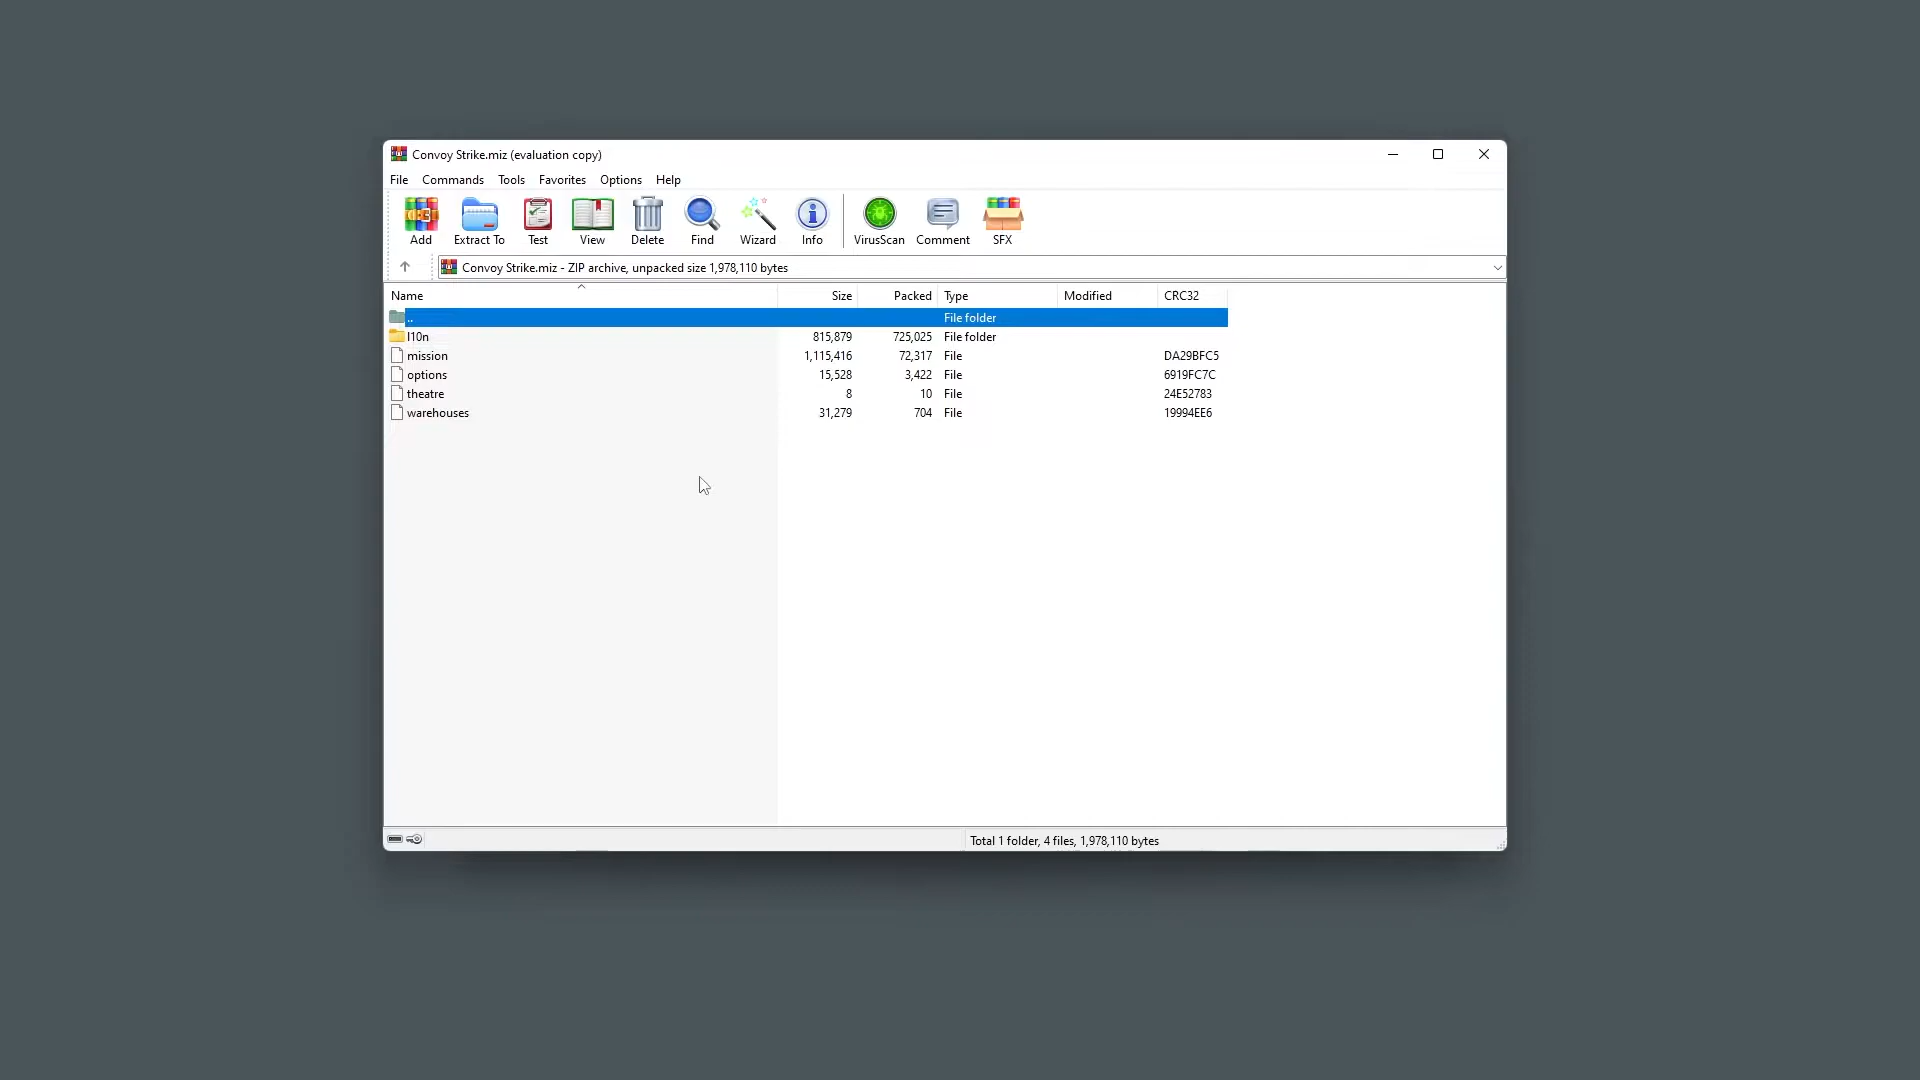 Convoy Strike.miz (evaluation copy)
File Commands Tools Favorites Options Help
Add Extract To Test View Delete Find Wizard Info VirusScan Comment SFX
Convoy Strike.miz - ZIP archive, unpacked size 1,978,110 bytes
Name Size Packed Type Modified CRC32
.. File folder
l10n 815,879 725,025 File folder
mission 1,115,416 72,317 File DA29BFC5
options 15,528 3,422 File 6919FC7C
theatre 8 10 File 24E52783
warehouses 31,279 704 File 19994EE6
Total 1 folder, 4 files, 1,978,110 bytes